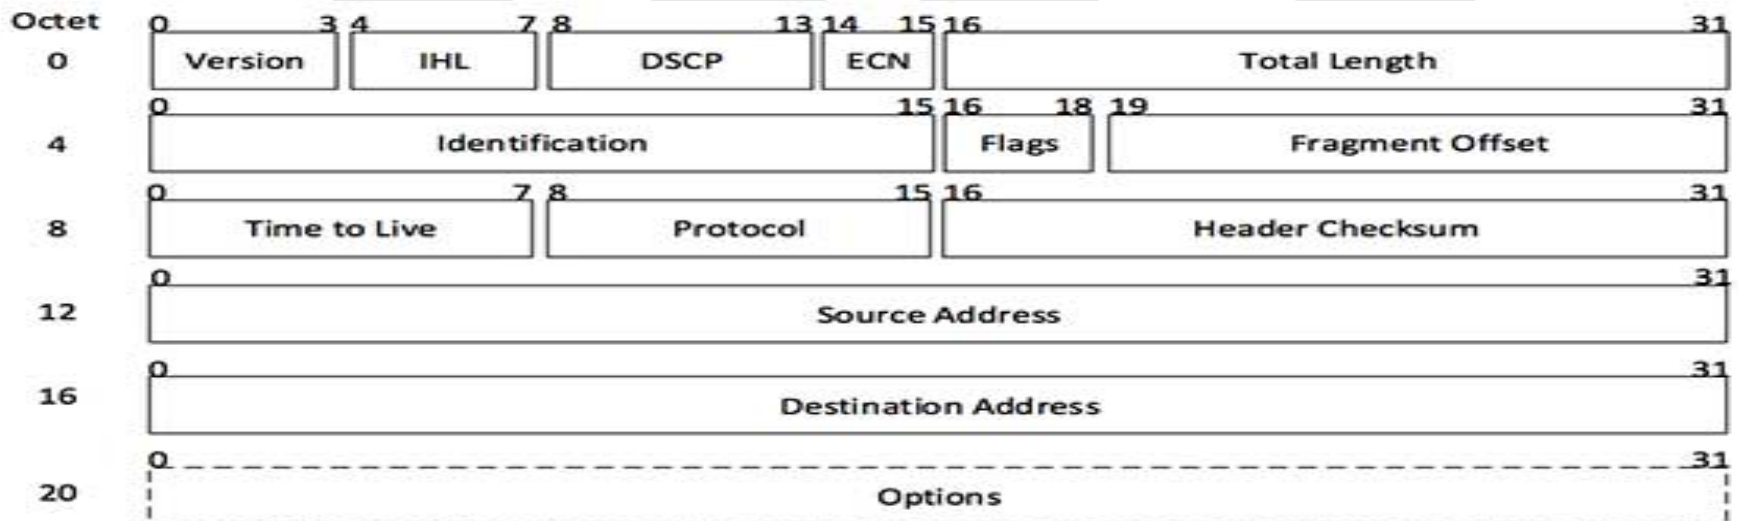 Octet 0 3 4 7 8 13 14 15 16 31
0 Version IHL DSCP ECN Total Length
0 15 16 18 19 31
4 Identification Flags Fragment Offset
0 7 8 15 16 31
8 Time to Live Protocol Header Checksum
0 31
12 Source Address
0 31
16 Destination Address
0 31
20 Options